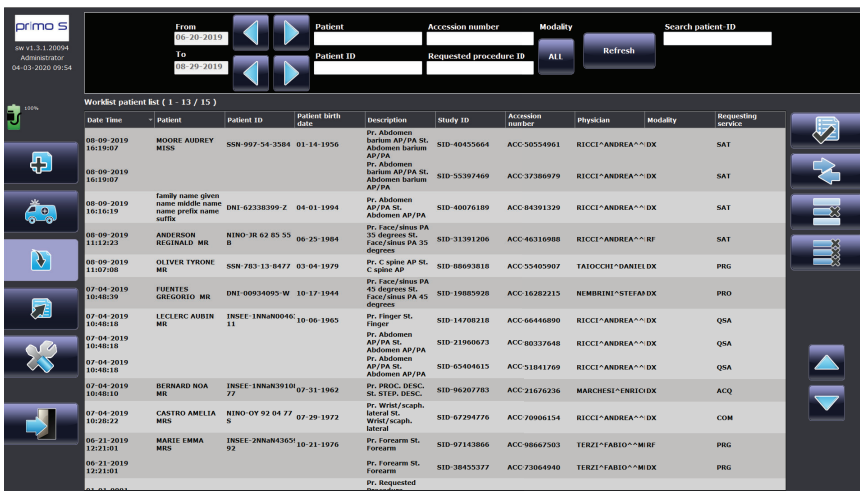 primo S
sw v1.3.1.20094
Administrator
04-03-2020 09:54
100%
From
06-20-2019
To
08-29-2019
Patient
Patient ID
Accession number
Requested procedure ID
Modality
ALL
Refresh
Search patient-ID
Worklist patient list ( 1 - 13 / 15 )
Date Time Patient Patient ID Patient birth date Description Study ID Accession number Physician Modality Requesting service
08-09-2019 16:19:07 MOORE AUDREY MISS SSN-997-54-3584 01-14-1956 Pr. Abdomen barium AP/PA St. Abdomen barium AP/PA SID-40455664 ACC-50554961 RICCI^ANDREA^^ DX SAT
08-09-2019 16:19:07 Pr. Abdomen barium AP/PA St. Abdomen barium AP/PA SID-55397469 ACC-37386979 RICCI^ANDREA^^ DX SAT
08-09-2019 16:16:19 family name given name middle name name prefix name suffix DNI-62338399-Z 04-01-1994 Pr. Abdomen AP/PA St. Abdomen AP/PA SID-40076189 ACC-84391329 RICCI^ANDREA^^ DX SAT
08-09-2019 11:12:23 ANDERSON REGINALD MR NINO-JR 62 85 55 B 06-25-1984 Pr. Face/sinus PA 35 degrees St. Face/sinus PA 35 degrees SID-31391206 ACC-46316988 RICCI^ANDREA^^ RF SAT
08-09-2019 11:07:08 OLIVER TYRONE MR SSN-783-13-8477 03-04-1979 Pr. C spine AP St. C spine AP SID-88693818 ACC-55405907 TAIOCCHI^DANIEL DX PRG
07-04-2019 10:48:39 FUENTES GREGORIO MR DNI-00934095-W 10-17-1944 Pr. Face/sinus PA 45 degrees St. Face/sinus PA 45 degrees SID-19885928 ACC-16282215 NEMBRINI^STEFAN DX PRO
07-04-2019 10:48:18 LECLERC AUBIN MR INSEE-1NNaN0046 11 10-06-1965 Pr. Finger St. Finger SID-14708218 ACC-66446890 RICCI^ANDREA^^ DX QSA
07-04-2019 10:48:18 Pr. Abdomen AP/PA St. Abdomen AP/PA SID-21960673 ACC-80337648 RICCI^ANDREA^^ DX QSA
07-04-2019 10:48:18 Pr. Abdomen AP/PA St. Abdomen AP/PA SID-65404615 ACC-51841769 RICCI^ANDREA^^ DX QSA
07-04-2019 10:48:10 BERNARD NOA MR INSEE-1NNaN3910 77 07-31-1962 Pr. PROC. DESC. St. STEP. DESC. SID-96207783 ACC-21676236 MARCHESI^ENRIC DX ACQ
07-04-2019 10:28:22 CASTRO AMELIA MRS NINO-OY 92 04 77 S 07-29-1972 Pr. Wrist/scaph. lateral St. Wrist/scaph. lateral SID-67294776 ACC-70906154 RICCI^ANDREA^^ DX COM
06-21-2019 12:21:01 MARIE EMMA MRS INSEE-2NNaN4365 92 10-21-1976 Pr. Forearm St. Forearm SID-97143866 ACC-98667503 TERZI^FABIO^^MI RF PRG
06-21-2019 12:21:01 Pr. Forearm St. Forearm SID-38455377 ACC-73064940 TERZI^FABIO^^MI DX PRG
Pr. Requested